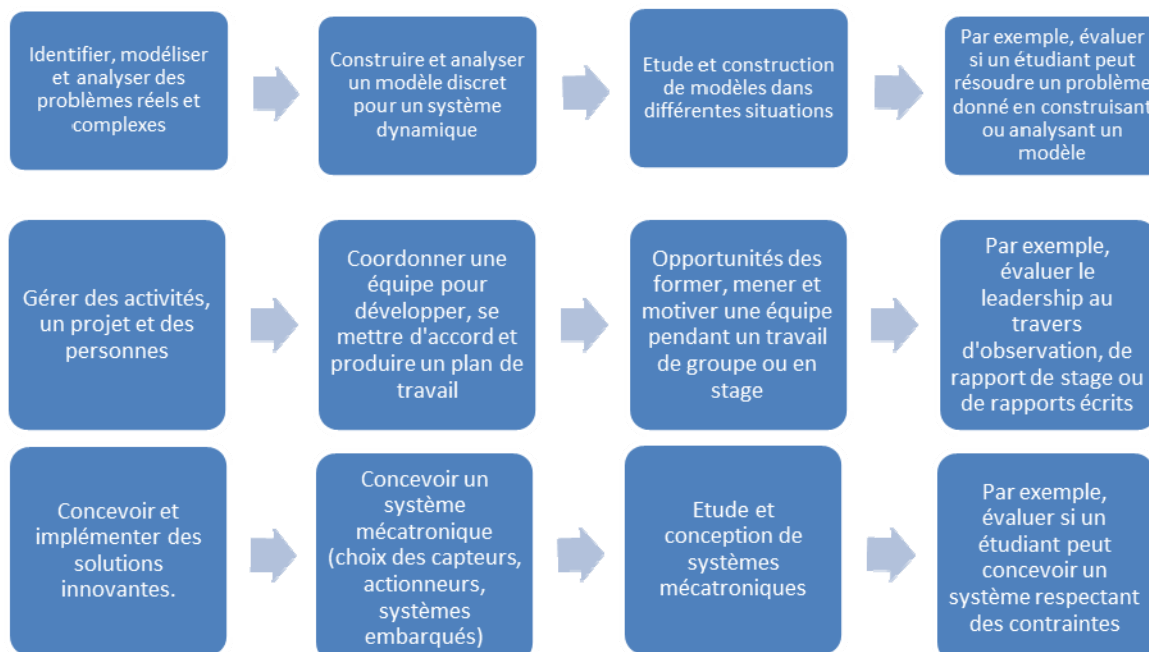 Identifier, modéliser
et analyser des
problèmes réels et
complexes
Construire et analyser
un modèle discret
pour un système
dynamique
Etude et construction
de modèles dans
différentes situations
Par exemple, évaluer
si un étudiant peut
résoudre un problème
donné en construisant
ou analysant un
modèle
Gérer des activités,
un projet et des
personnes
Coordonner une
équipe pour
développer, se
mettre d'accord et
produire un plan de
travail
Opportunités des
former, mener et
motiver une équipe
pendant un travail
de groupe ou en
stage
Par exemple,
évaluer le
leadership au
travers
d'observation, de
rapport de stage ou
de rapports écrits
Concevoir et
implémenter des
solutions
innovantes.
Concevoir un
système
mécatronique
(choix des capteurs,
actionneurs,
systèmes
embarqués)
Etude et
conception de
systèmes
mécatroniques
Par exemple,
évaluer si un
étudiant peut
concevoir un
système respectant
des contraintes